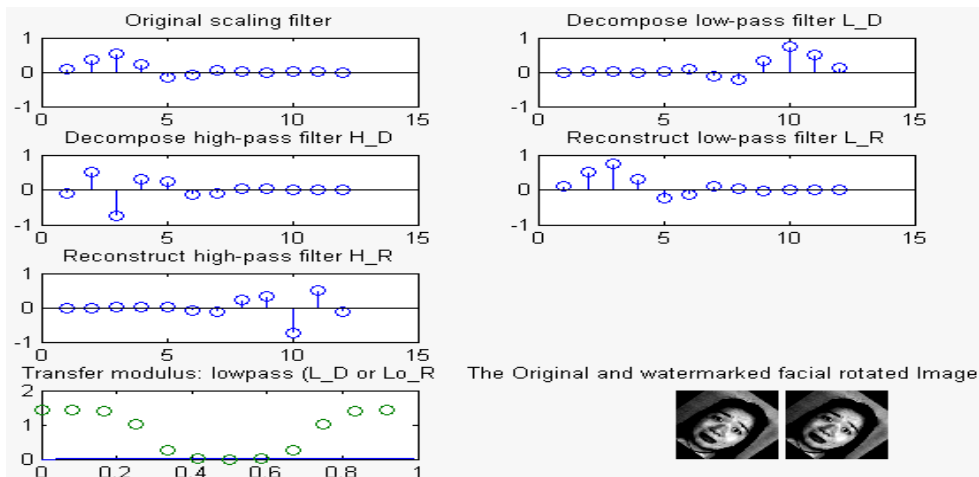 Original scaling filter
1
0
-1
0 5 10 15
Decompose low-pass filter L_D
1
0
-1
0 5 10 15
Decompose high-pass filter H_D
1
0
-1
0 5 10 15
Reconstruct low-pass filter L_R
1
0
-1
0 5 10 15
Reconstruct high-pass filter H_R
1
0
-1
0 5 10 15
Transfer modulus: lowpass (L_D or Lo_R
2
1
0
0 0.2 0.4 0.6 0.8 1
The Original and watermarked facial rotated Image